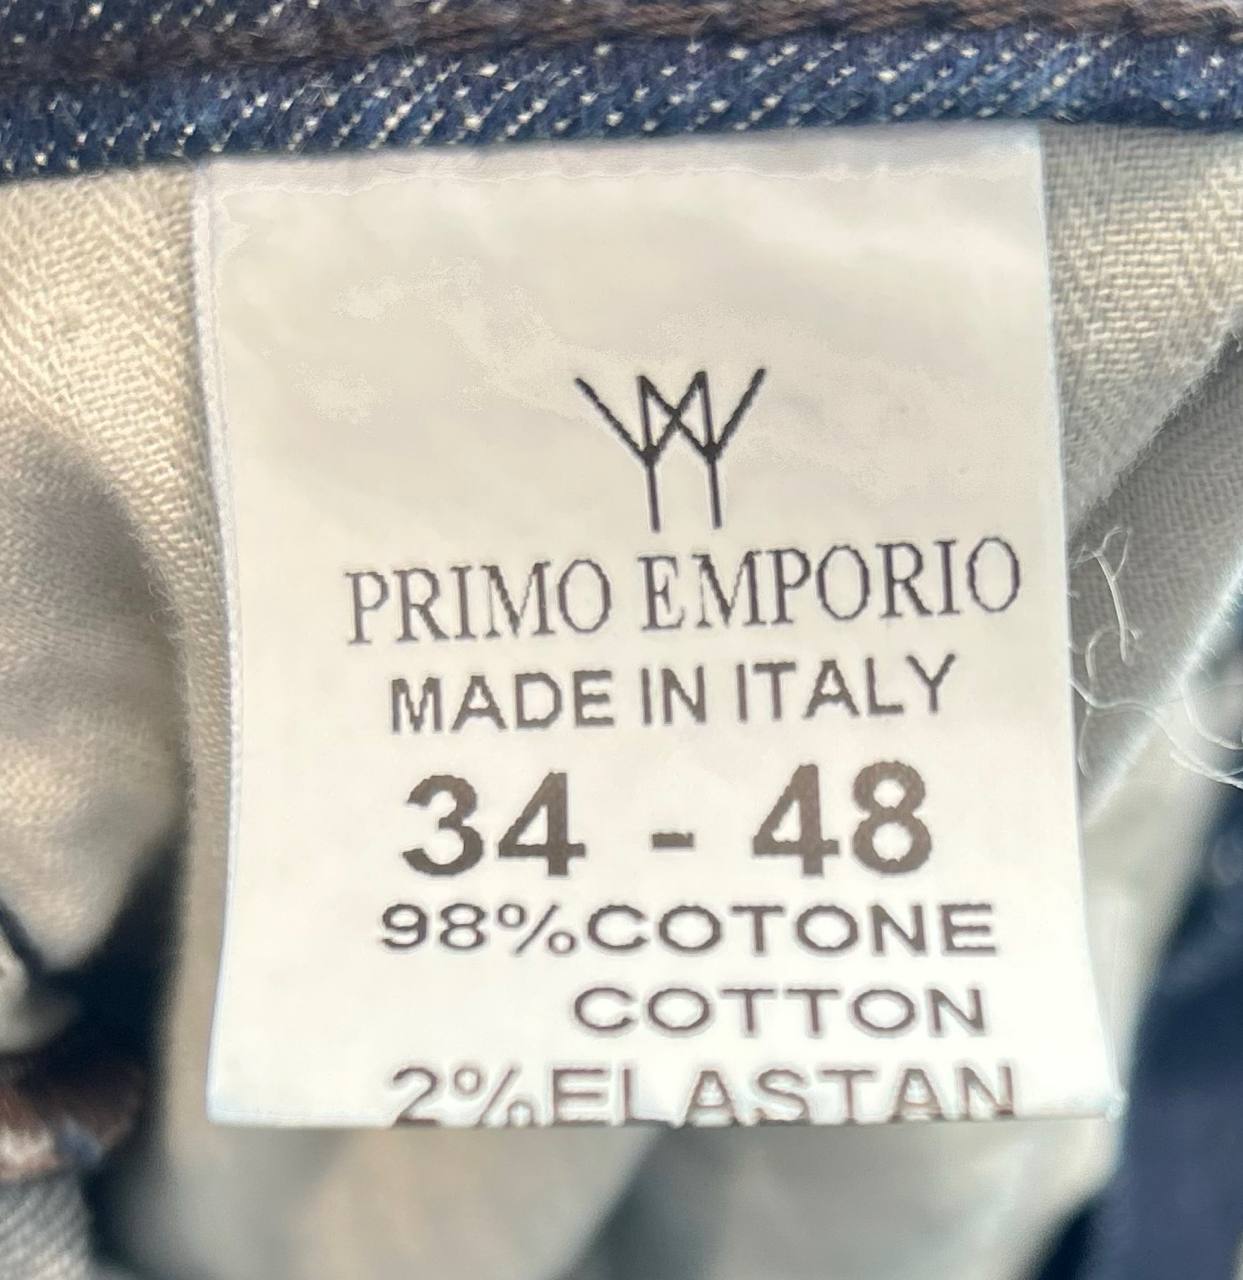 PRIMO EMPORIO
MADE IN ITALY
34 - 48
98%COTONE
COTTON
2%ELASTAN